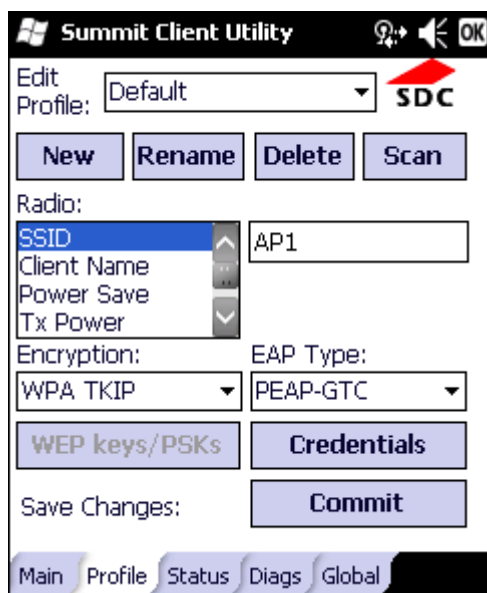 Summit Client Utility OK
Edit
Profile: Default SDC
New Rename Delete Scan
Radio:
SSID AP1
Client Name
Power Save
Tx Power
Encryption: EAP Type:
WPA TKIP PEAP-GTC
WEP keys/PSKs Credentials
Save Changes: Commit
Main Profile Status Diags Global